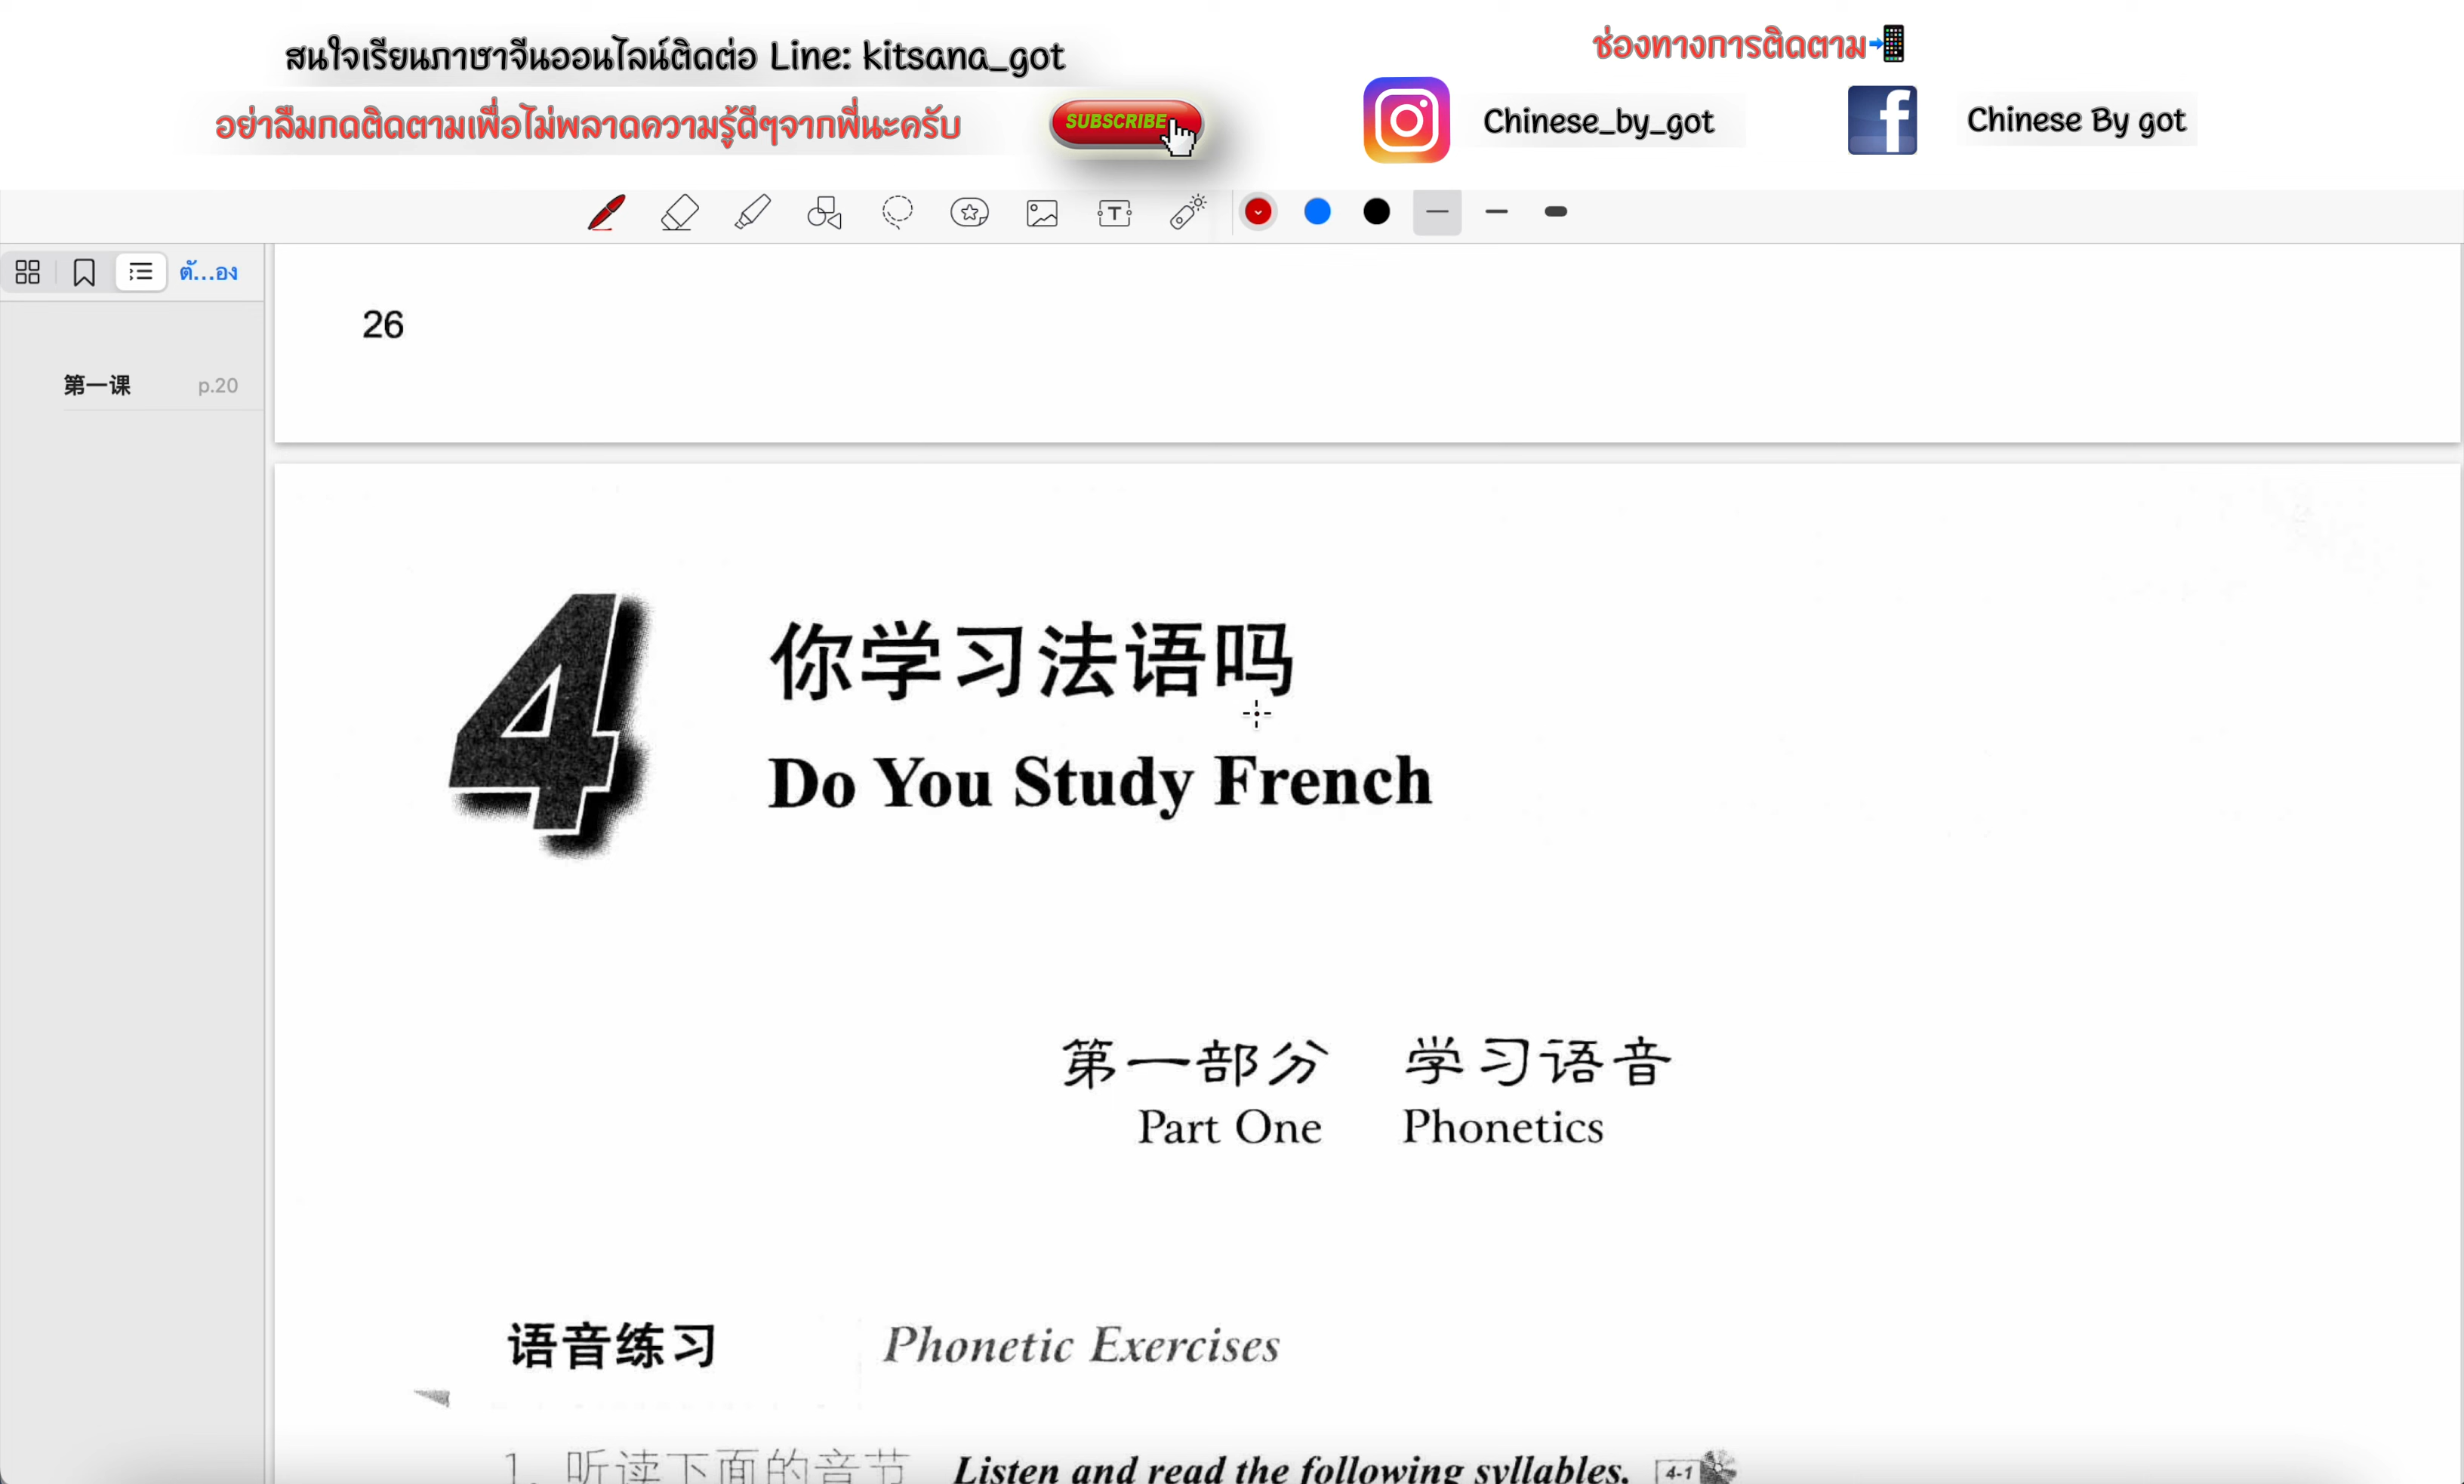 สนใจเรียนภาษาจีนออนไลน์ติดต่อ Line: kitsana_got
ช่องทางการติดตาม
อย่าลืมกดติดตามเพื่อไม่พลาดความรู้ดีๆจากพี่นะครับ
SUBSCRIBE
Chinese_by_got
Chinese By got
ตั...อง
26
第一课 p.20
4
你学习法语吗
Do You Study French
第一部分 学习语音
Part One Phonetics
语音练习 Phonetic Exercises
1. 听读下面的音节 Listen and read the following syllables. 4-1